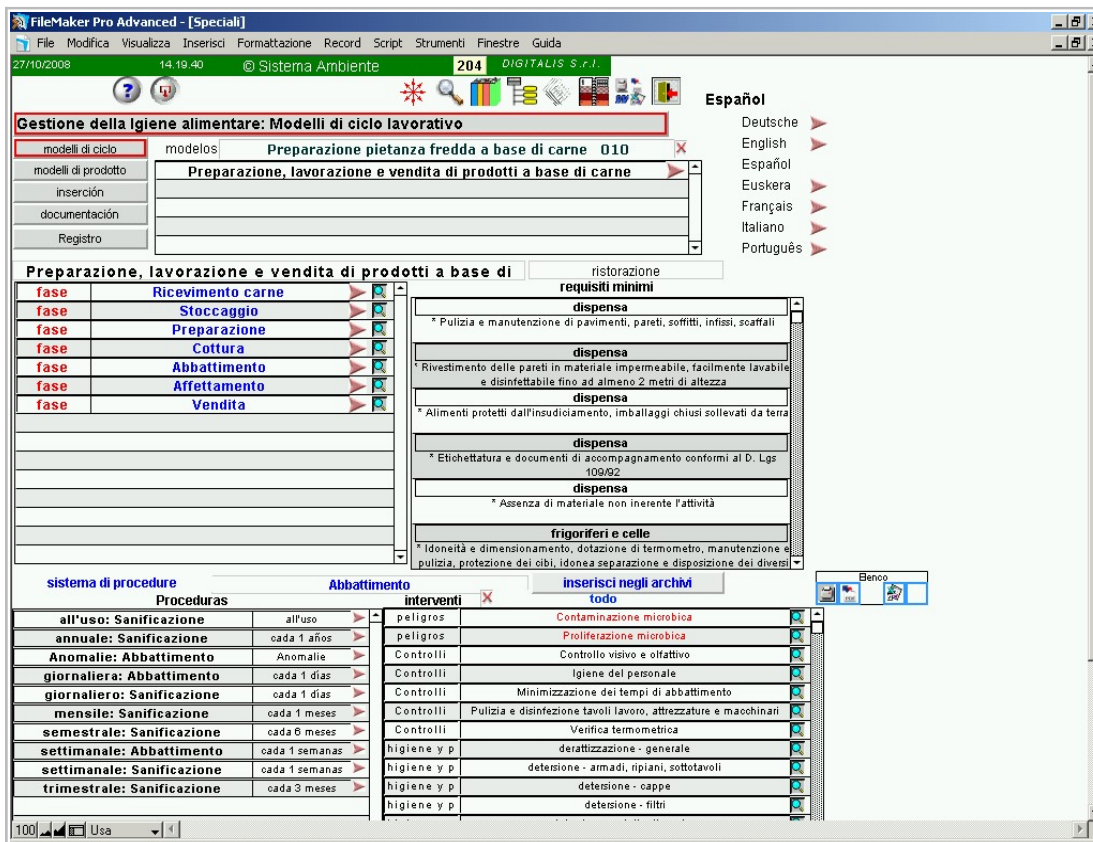 FileMaker Pro Advanced - [Speciali]
File Modifica Visualizza Inserisci Formattazione Record Script Strumenti Finestre Guida
27/10/2008 14.19.40 © Sistema Ambiente 204 DIGITALIS S.r.l.
Español
Gestione della Igiene alimentare: Modelli di ciclo lavorativo
Deutsche
English
Español
Euskera
Français
Italiano
Português
modelli di ciclo
modelli di prodotto
inserción
documentación
Registro
modelos Preparazione pietanza fredda a base di carne 010
Preparazione, lavorazione e vendita di prodotti a base di carne
Preparazione, lavorazione e vendita di prodotti a base di
ristorazione
fase Ricevimento carne
fase Stoccaggio
fase Preparazione
fase Cottura
fase Abbattimento
fase Affettamento
fase Vendita
requisiti minimi
dispensa
* Pulizia e manutenzione di pavimenti, pareti, soffitti, infissi, scaffali
dispensa
* Rivestimento delle pareti in materiale impermeabile, facilmente lavabile
e disinfettabile fino ad almeno 2 metri di altezza
dispensa
* Alimenti protetti dall'insudiciamento, imballaggi chiusi sollevati da terra
dispensa
* Etichettatura e documenti di accompagnamento conformi al D. Lgs
109/92
dispensa
* Assenza di materiale non inerente l'attività
frigoriferi e celle
* Idoneità e dimensionamento, dotazione di termometro, manutenzione e
pulizia, protezione dei cibi, idonea separazione e disposizione dei diversi
sistema di procedure Abbattimento inserisci negli archivi
Elenco
Proceduras
all'uso: Sanificazione all'uso
annuale: Sanificazione cada 1 años
Anomalie: Abbattimento Anomalie
giornaliera: Abbattimento cada 1 días
giornaliero: Sanificazione cada 1 días
mensile: Sanificazione cada 1 meses
semestrale: Sanificazione cada 6 meses
settimanale: Abbattimento cada 1 semanas
settimanale: Sanificazione cada 1 semanas
trimestrale: Sanificazione cada 3 meses
interventi todo
peligros Contaminazione microbica
peligros Proliferazione microbica
Controlli Controllo visivo e olfattivo
Controlli Igiene del personale
Controlli Minimizzazione dei tempi di abbattimento
Controlli Pulizia e disinfezione tavoli lavoro, attrezzature e macchinari
Controlli Verifica termometrica
higiene y p derattizzazione - generale
higiene y p detersione - armadi, ripiani, sottotavoli
higiene y p detersione - cappe
higiene y p detersione - filtri
100 Usa